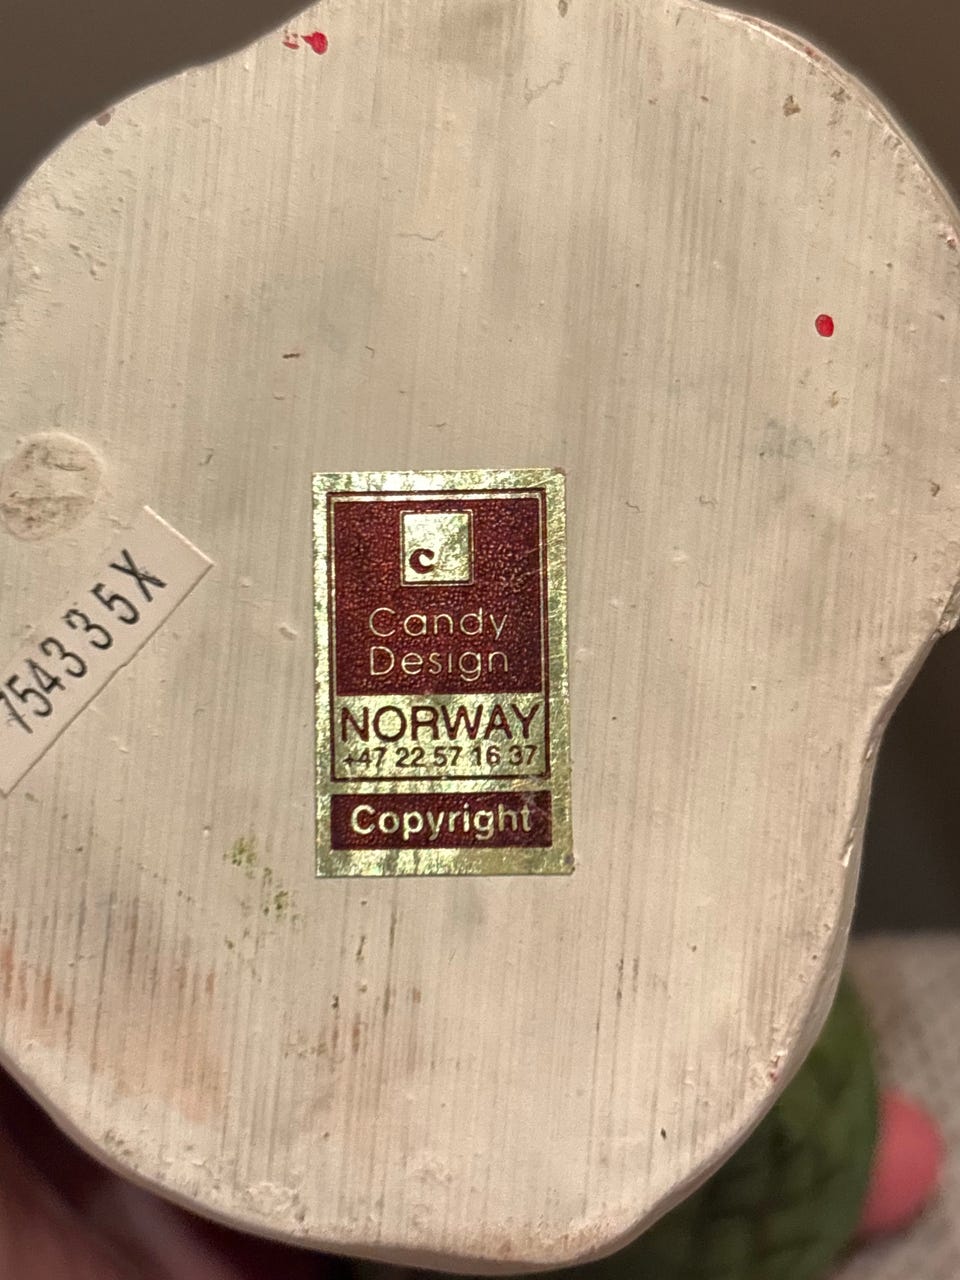 c
Candy
Design
NORWAY
+47 22 57 16 37
Copyright
754335X